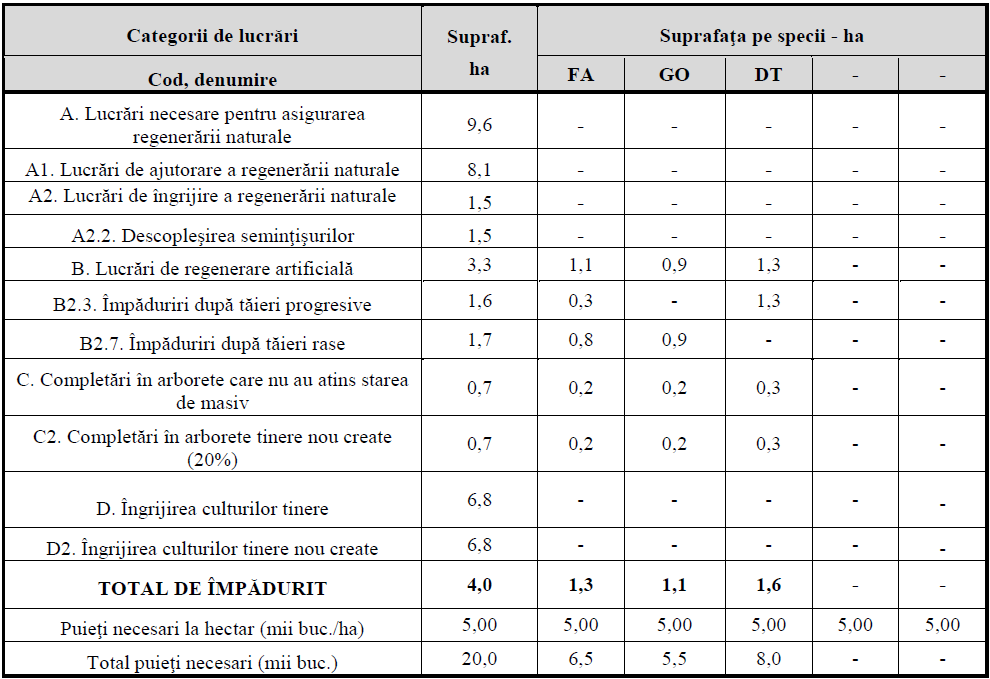 Categorii de lucrări Supraf. ha Suprafaţa pe specii - ha
Cod, denumire FA GO DT - -
A. Lucrări necesare pentru asigurarea
regenerării naturale 9,6 - - - - -
A1. Lucrări de ajutorare a regenerării naturale 8,1 - - - - -
A2. Lucrări de îngrijire a regenerării naturale 1,5 - - - - -
A2.2. Descopleşirea seminţişurilor 1,5 - - - - -
B. Lucrări de regenerare artificială 3,3 1,1 0,9 1,3 - -
B2.3. Împăduriri după tăieri progresive 1,6 0,3 - 1,3 - -
B2.7. Împăduriri după tăieri rase 1,7 0,8 0,9 - - -
C. Completări în arborete care nu au atins starea
de masiv 0,7 0,2 0,2 0,3 - -
C2. Completări în arborete tinere nou create
(20%) 0,7 0,2 0,2 0,3 - -
D. Îngrijirea culturilor tinere 6,8 - - - - -
D2. Îngrijirea culturilor tinere nou create 6,8 - - - - -
TOTAL DE ÎMPĂDURIT 4,0 1,3 1,1 1,6 - -
Puieţi necesari la hectar (mii buc./ha) 5,00 5,00 5,00 5,00 5,00 5,00
Total puieţi necesari (mii buc.) 20,0 6,5 5,5 8,0 - -